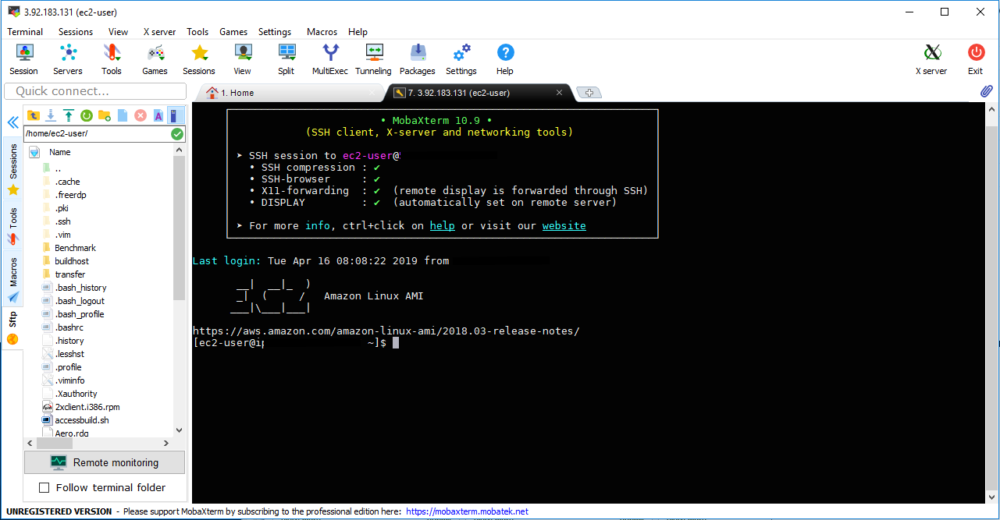 3.92.183.131 (ec2-user)
Terminal Sessions View X server Tools Games Settings Macros Help
Session Servers Tools Games Sessions View Split MultiExec Tunneling Packages Settings Help X server Exit
Quick connect...
1. Home
7. 3.92.183.131 (ec2-user)
/home/ec2-user/
Sessions
Tools
Macros
Sftp
Name
..
.cache
.freerdp
.pki
.ssh
.vim
Benchmark
buildhost
transfer
.bash_history
.bash_logout
.bash_profile
.bashrc
.history
.lesshst
.profile
.viminfo
.Xauthority
2xclient.i386.rpm
accessbuild.sh
Aero.rdg
Remote monitoring
Follow terminal folder
• MobaXterm 10.9 •
(SSH client, X-server and networking tools)
➤ SSH session to ec2-user@
• SSH compression : ✔
• SSH-browser : ✔
• X11-forwarding : ✔ (remote display is forwarded through SSH)
• DISPLAY : ✔ (automatically set on remote server)
➤ For more info, ctrl+click on help or visit our website
Last login: Tue Apr 16 08:08:22 2019 from
__| __|_ )
_| ( / Amazon Linux AMI
___|\___|___|
https://aws.amazon.com/amazon-linux-ami/2018.03-release-notes/
[ec2-user@ip ~]$
UNREGISTERED VERSION - Please support MobaXterm by subscribing to the professional edition here: https://mobaxterm.mobatek.net